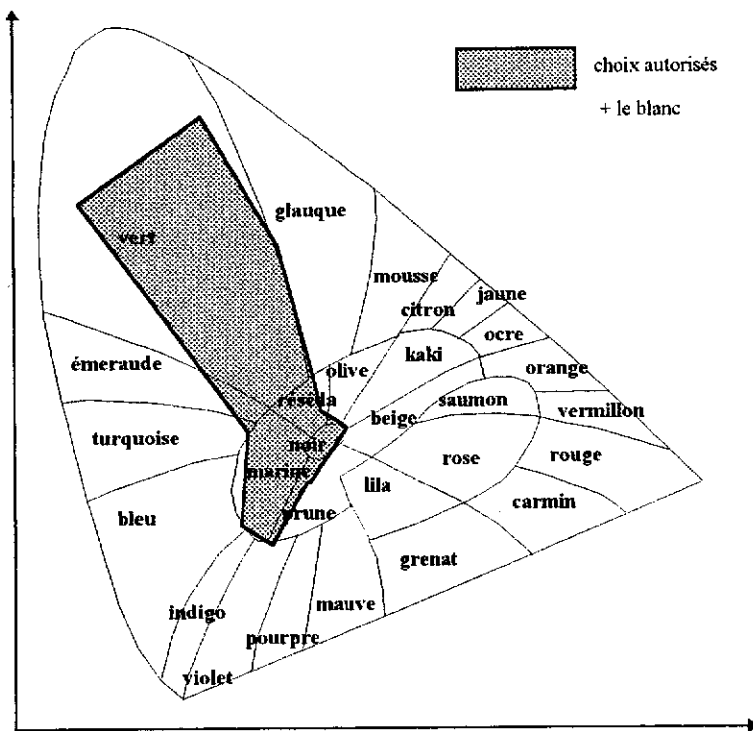 choix autorisés
+ le blanc
glauque
vert
mousse
jaune
citron
ocre
kaki
émeraude
olive
orange
réséda
saumon
beige
vermillon
turquoise
noir
marine
rose
rouge
lila
carmin
bleu
prune
grenat
indigo
mauve
pourpre
violet